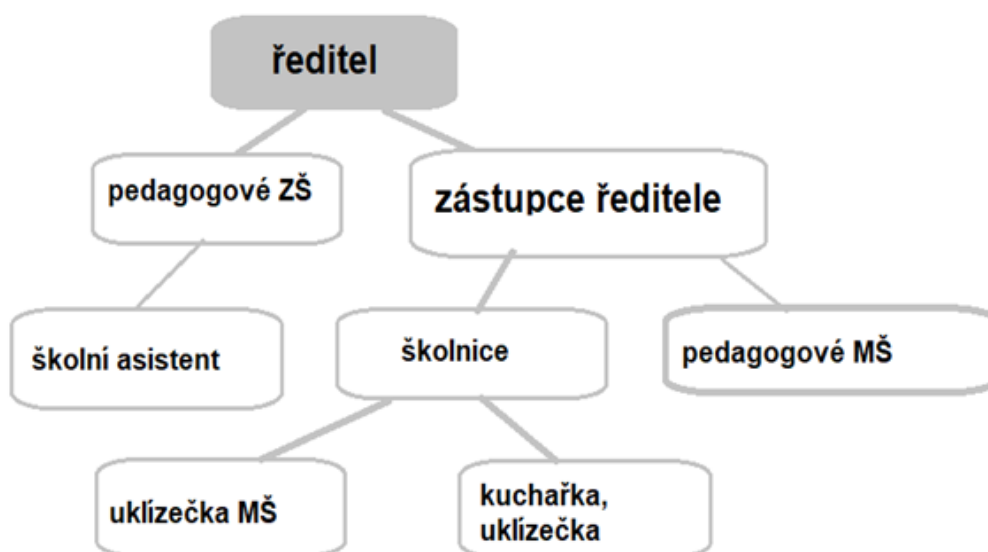 ředitel
pedagogové ZŠ
zástupce ředitele
školní asistent
školnice
pedagogové MŠ
uklízečka MŠ
kuchařka,
uklízečka